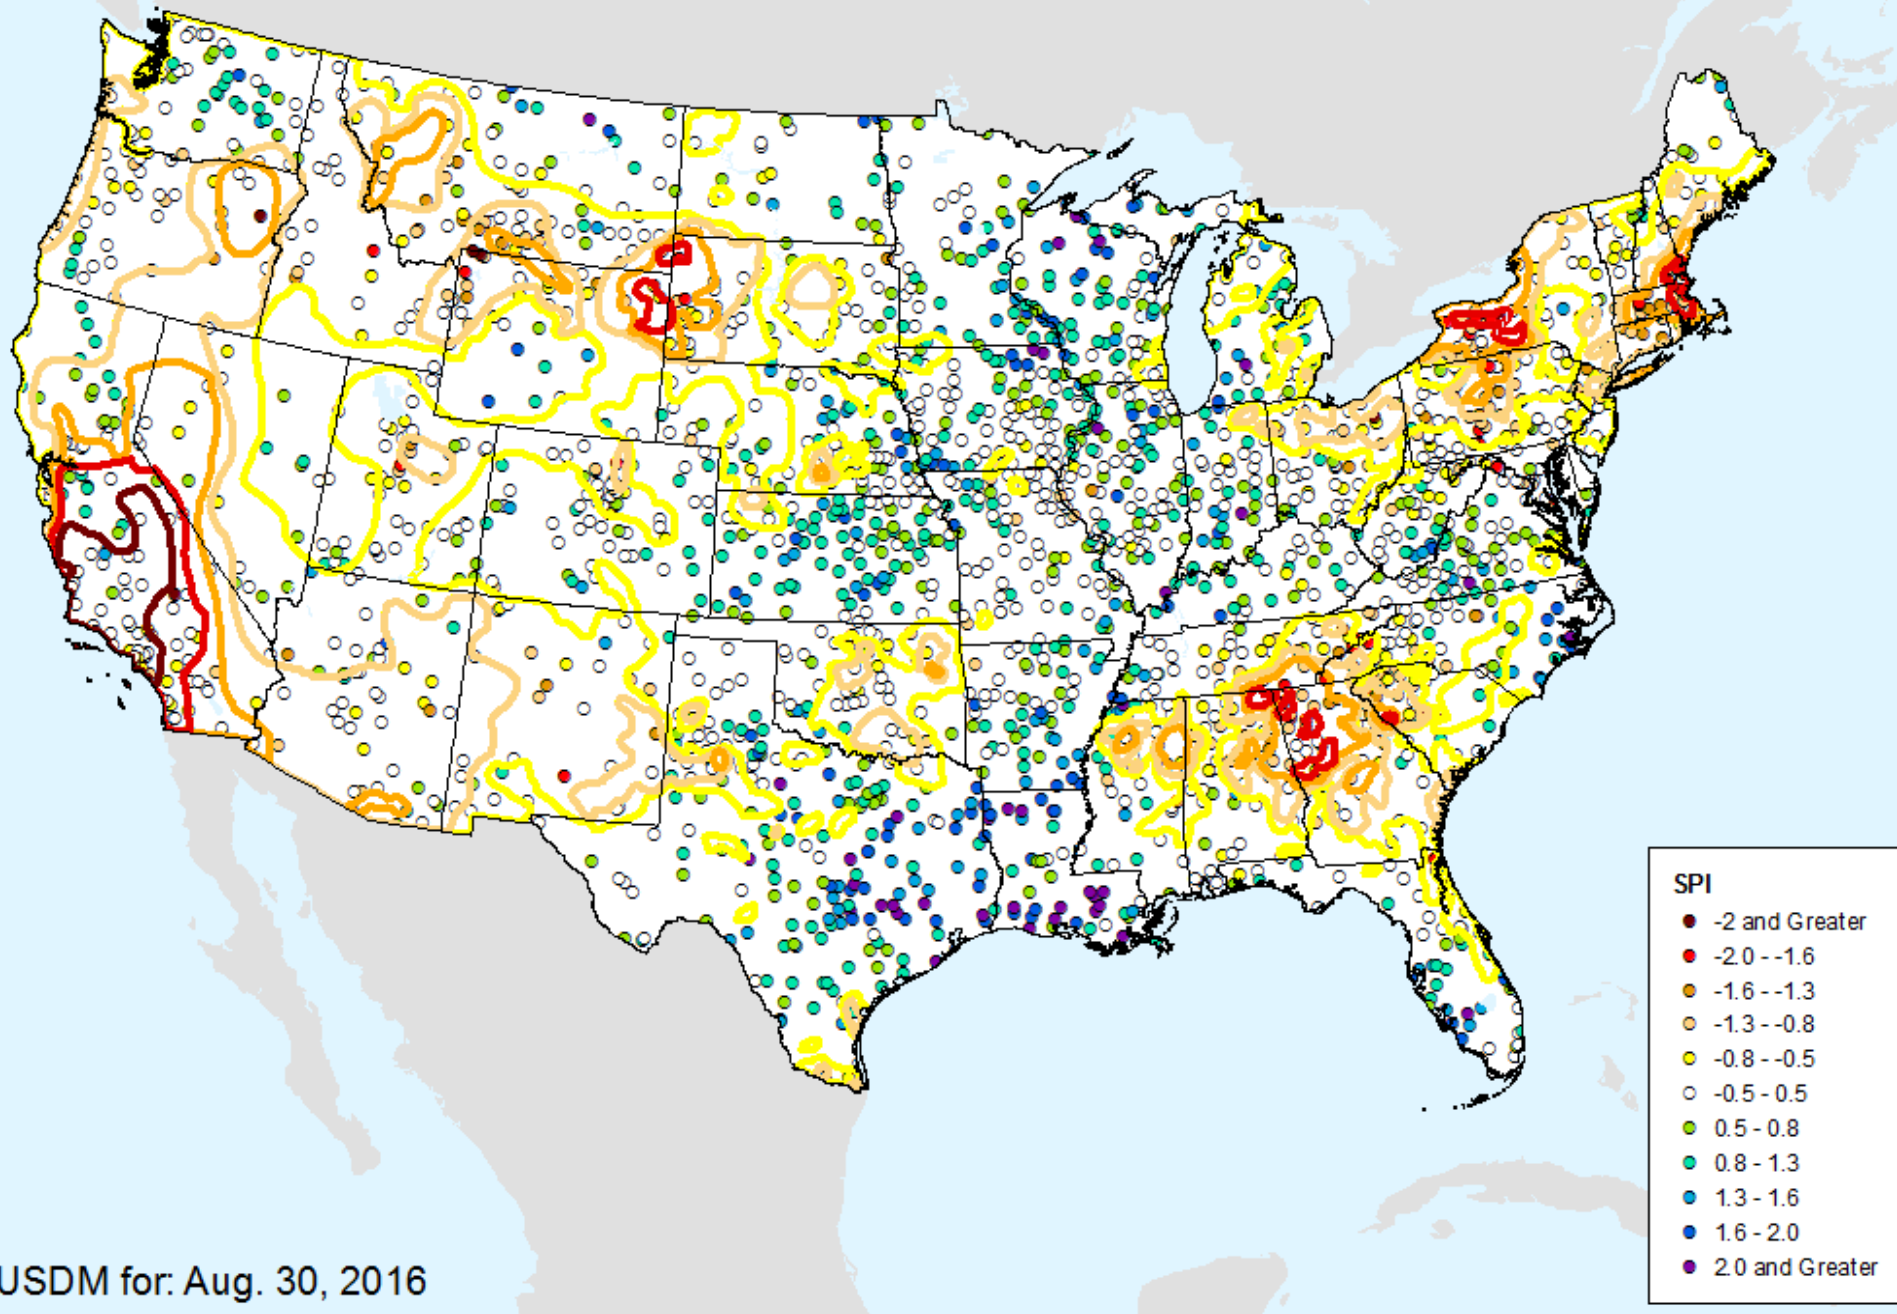 SPI
-2 and Greater
-2.0 - -1.6
-1.6 - -1.3
-1.3 - -0.8
-0.8 - -0.5
-0.5 - 0.5
0.5 - 0.8
0.8 - 1.3
1.3 - 1.6
1.6 - 2.0
2.0 and Greater
USDM for: Aug. 30, 2016